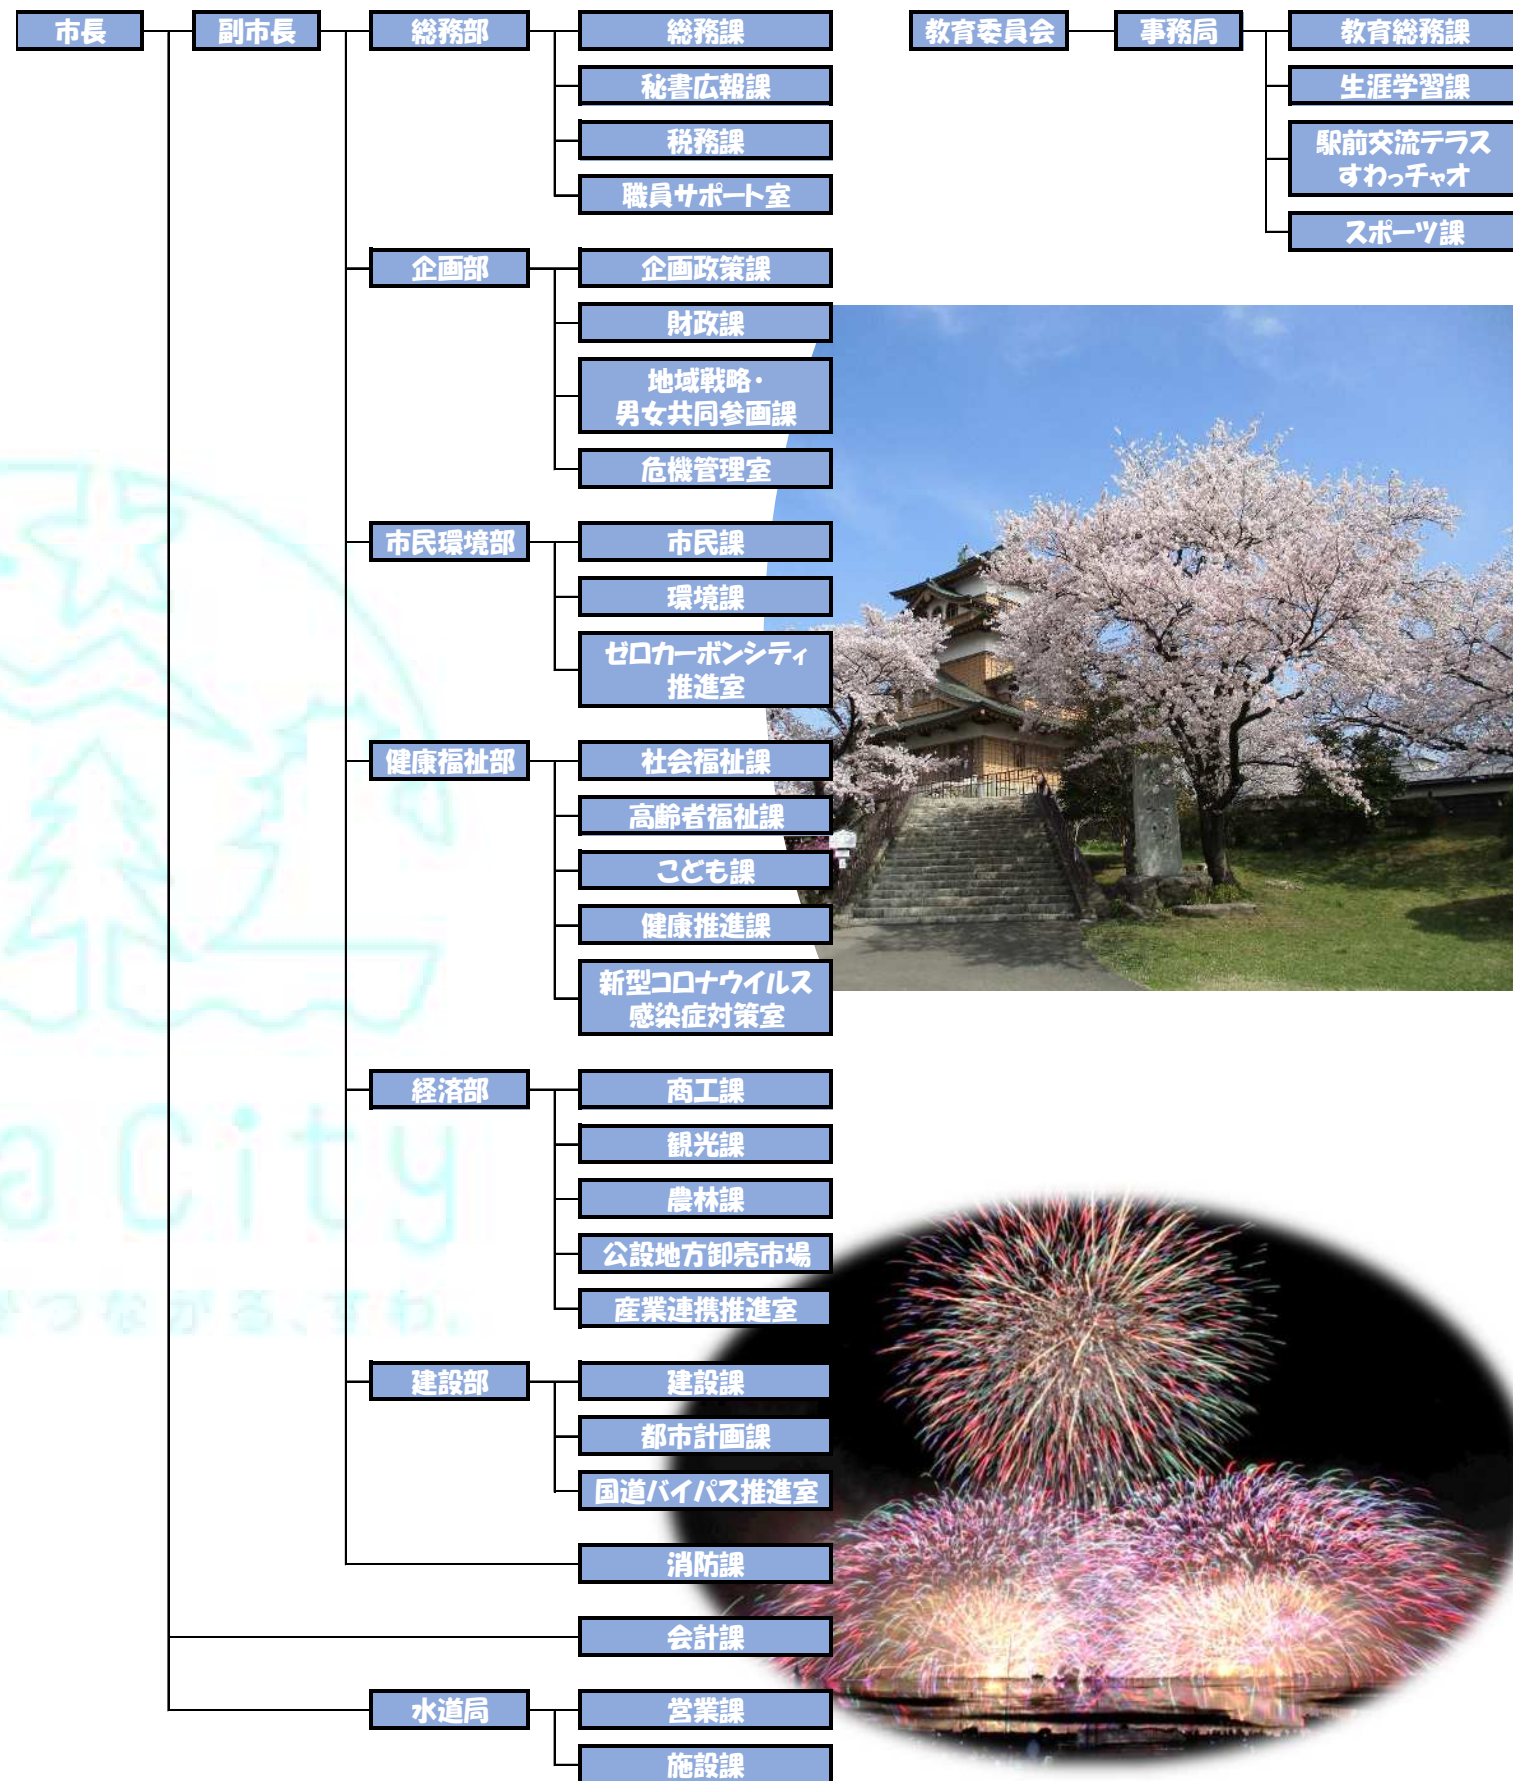 市長
副市長
総務部
総務課
秘書広報課
税務課
職員サポート室
企画部
企画政策課
財政課
地域戦略・
男女共同参画課
危機管理室
市民環境部
市民課
環境課
ゼロカーボンシティ
推進室
健康福祉部
社会福祉課
高齢者福祉課
こども課
健康推進課
新型コロナウイルス
感染症対策室
経済部
商工課
観光課
農林課
公設地方卸売市場
産業連携推進室
建設部
建設課
都市計画課
国道バイパス推進室
消防課
会計課
水道局
営業課
施設課
教育委員会
事務局
教育総務課
生涯学習課
駅前交流テラス
すわっチャオ
スポーツ課
a City
つながる、すわ。